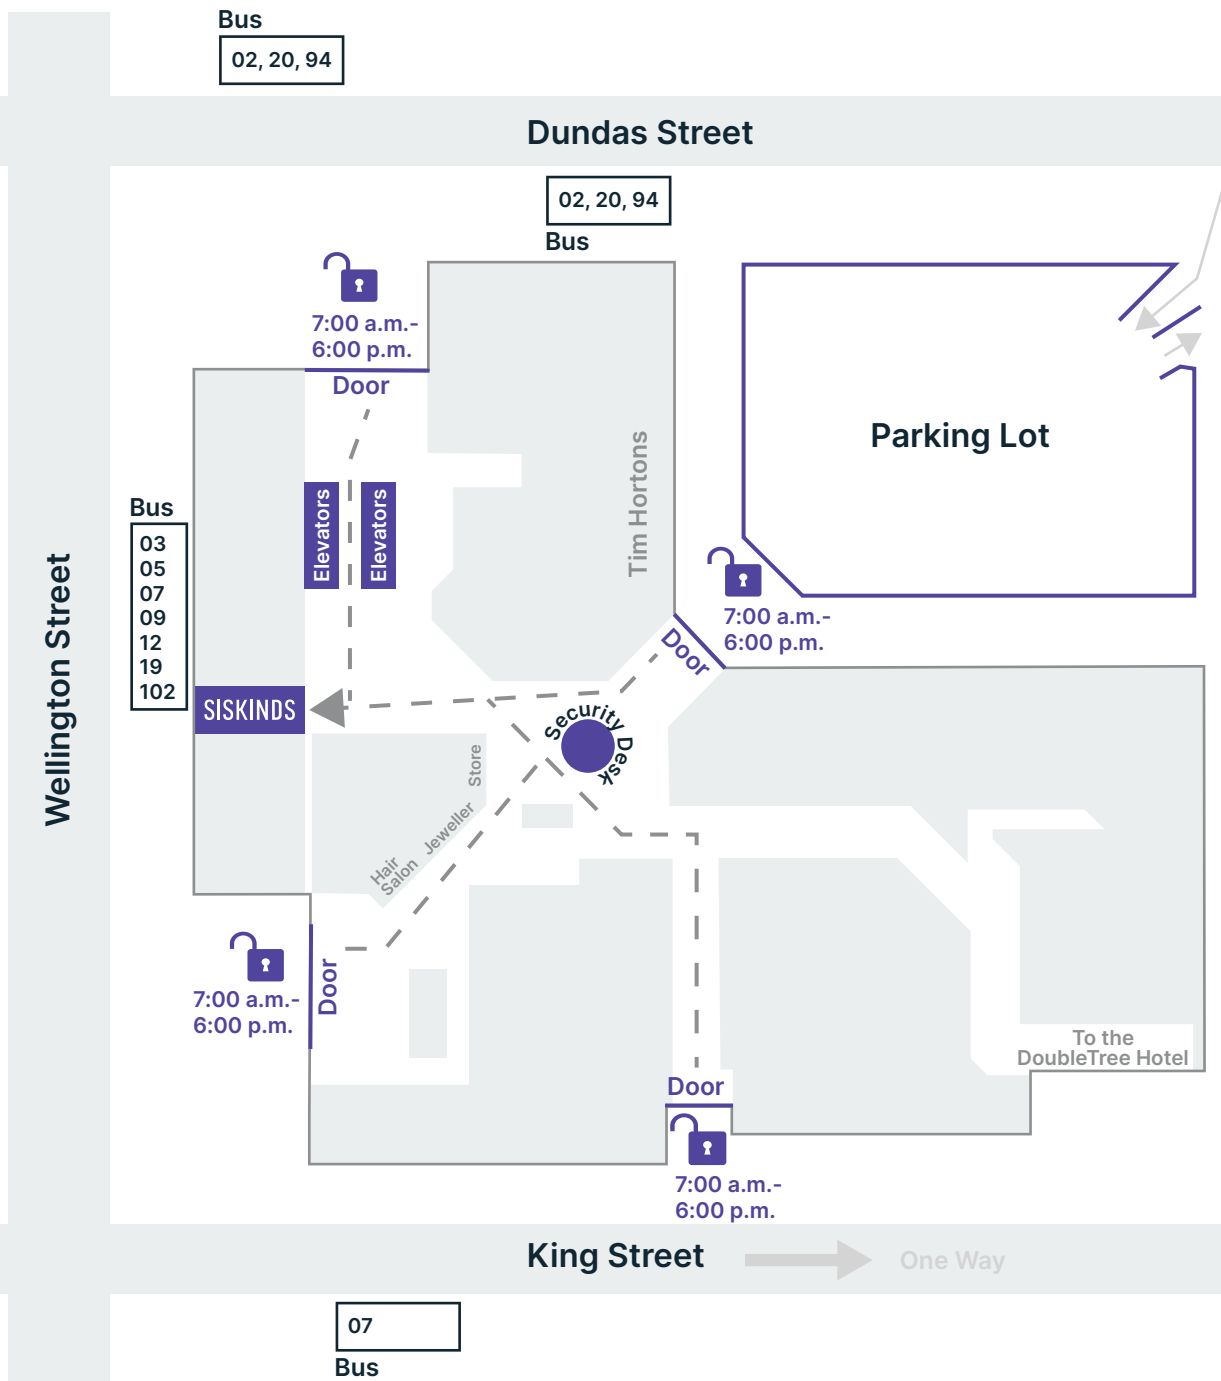 Bus
02, 20, 94
Dundas Street
02, 20, 94
Bus
7:00 a.m.-
6:00 p.m.
Door
Parking Lot
Tim Hortons
Elevators
Elevators
Bus
03
05
07
09
12
19
102
Wellington Street
7:00 a.m.-
6:00 p.m.
Door
SISKINDS
Security Desk
Store
Jeweller
Hair
Salon
7:00 a.m.-
6:00 p.m.
Door
To the
DoubleTree Hotel
Door
7:00 a.m.-
6:00 p.m.
King Street
One Way
07
Bus